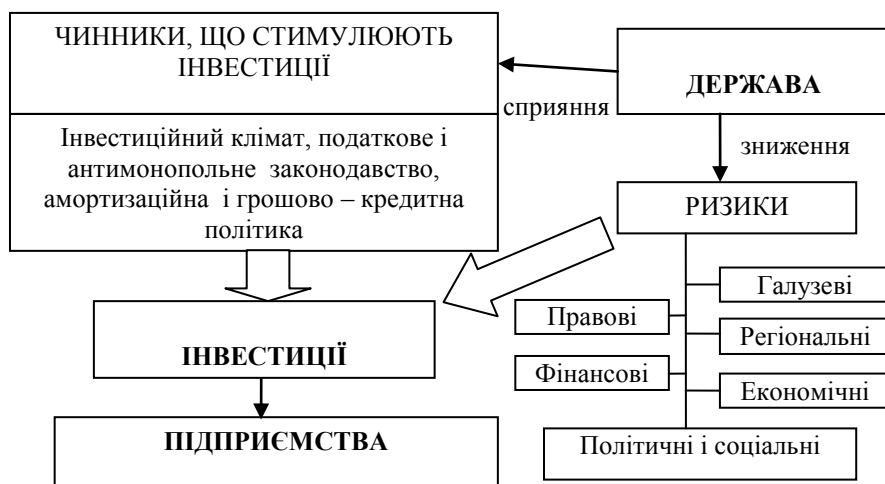 ЧИННИКИ, ЩО СТИМУЛЮЮТЬ
ІНВЕСТИЦІЇ
ДЕРЖАВА
сприяння
Інвестиційний клімат, податкове і
антимонопольне законодавство,
амортизаційна і грошово – кредитна
політика
зниження
РИЗИКИ
Галузеві
Правові
Регіональні
ІНВЕСТИЦІЇ
Фінансові
Економічні
ПІДПРИЄМСТВА
Політичні і соціальні